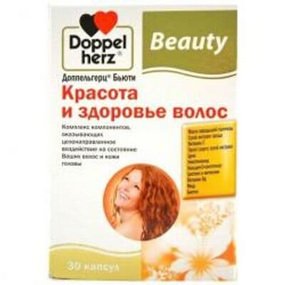 Doppel
herz®
Beauty
Доппельгерц® Бьюти
Красота
и здоровье волос
Комплекс компонентов,
оказывающих
целенаправленное
воздействие на состояние
Ваших волос и кожи
головы
30 капсул